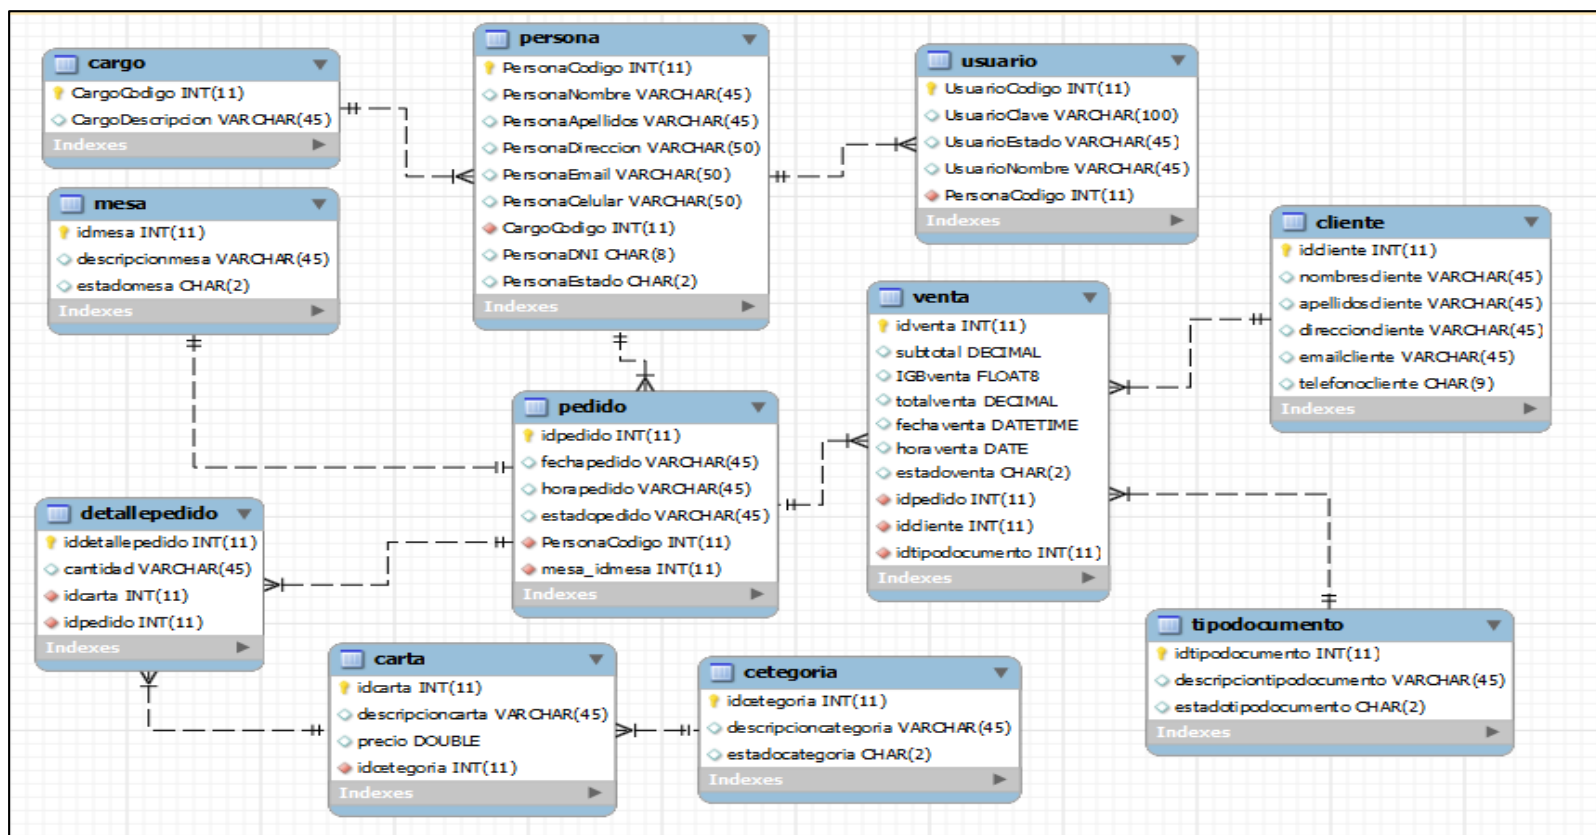 cargo
CargoCodigo INT(11)
CargoDescripcion VARCHAR(45)
Indexes
persona
PersonaCodigo INT(11)
PersonaNombre VARCHAR(45)
PersonaApellidos VARCHAR(45)
PersonaDireccion VARCHAR(50)
PersonaEmail VARCHAR(50)
PersonaCelular VARCHAR(50)
CargoCodigo INT(11)
PersonaDNI CHAR(8)
PersonaEstado CHAR(2)
Indexes
usuario
UsuarioCodigo INT(11)
UsuarioClave VARCHAR(100)
UsuarioEstado VARCHAR(45)
UsuarioNombre VARCHAR(45)
PersonaCodigo INT(11)
Indexes
mesa
idmesa INT(11)
descripcionmesa VARCHAR(45)
estadomesa CHAR(2)
Indexes
cliente
idcliente INT(11)
nombrescliente VARCHAR(45)
apellidoscliente VARCHAR(45)
direccioncliente VARCHAR(45)
emailcliente VARCHAR(45)
telefonocliente CHAR(9)
Indexes
venta
idventa INT(11)
subtotal DECIMAL
IGBventa FLOAT8
totalventa DECIMAL
fechaventa DATETIME
horaventa DATE
estadoventa CHAR(2)
idpedido INT(11)
idcliente INT(11)
idtipodocumento INT(11)
Indexes
pedido
idpedido INT(11)
fechapedido VARCHAR(45)
horapedido VARCHAR(45)
estadopedido VARCHAR(45)
PersonaCodigo INT(11)
mesa_idmesa INT(11)
Indexes
detallepedido
iddetallepedido INT(11)
cantidad VARCHAR(45)
idcarta INT(11)
idpedido INT(11)
Indexes
carta
idcarta INT(11)
descripcioncarta VARCHAR(45)
precio DOUBLE
idcetegoria INT(11)
Indexes
cetegoria
idcetegoria INT(11)
descripcioncategoria VARCHAR(45)
estadocategoria CHAR(2)
Indexes
tipodocumento
idtipodocumento INT(11)
descripciontipodocumento VARCHAR(45)
estadotipodocumento CHAR(2)
Indexes